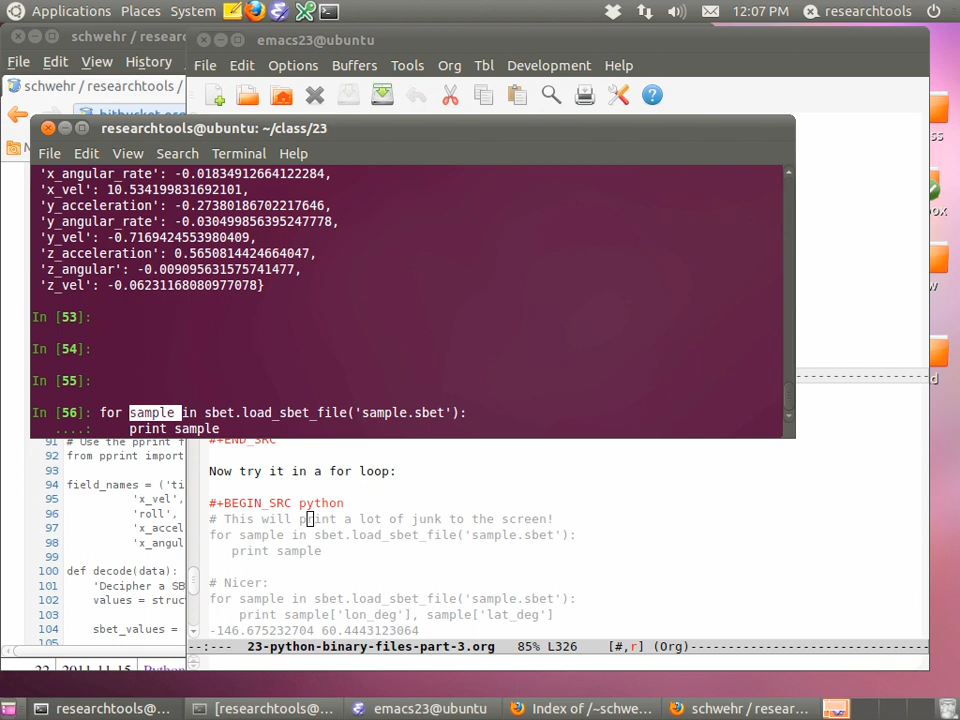 Applications Places System 12:07 PM researchtools
schwehr / resear
emacs23@ubuntu
File Edit View History
File Edit Options Buffers Tools Org Tbl Development Help
schwehr / researchtools /
bitbucket.org
researchtools@ubuntu: ~/class/23
File Edit View Search Terminal Help
'x_angular_rate': -0.01834912664122284,
'x_vel': 10.534199831692101,
'y_acceleration': -0.27380186702217646,
'y_angular_rate': -0.030499856395247778,
'y_vel': -0.7169424553980409,
'z_acceleration': 0.5650814424664047,
'z_angular': -0.009095631575741477,
'z_vel': -0.06231168080977078}
In [53]:
In [54]:
In [55]:
In [56]: for sample in sbet.load_sbet_file('sample.sbet'):
....: print sample
#+END_SRC
91 # Use the pprint f
92 from pprint import
93
94 field_names = ('ti
95 'x_vel',
96 'roll',
97 'x_accel
98 'x_angul
99
100 def decode(data):
101 'Decipher a SB
102 values = struc
103
104 sbet_values =
105
Now try it in a for loop:
#+BEGIN_SRC python
# This will print a lot of junk to the screen!
for sample in sbet.load_sbet_file('sample.sbet'):
print sample
# Nicer:
for sample in sbet.load_sbet_file('sample.sbet'):
print sample['lon_deg'], sample['lat_deg']
-146.675232704 60.4443123064
--:--- 23-python-binary-files-part-3.org 85% L326 [#,r] (Org)
22 2011-11-15 Python
researchtools@... [researchtools@... emacs23@ubuntu Index of /~schwe... schwehr / resear...